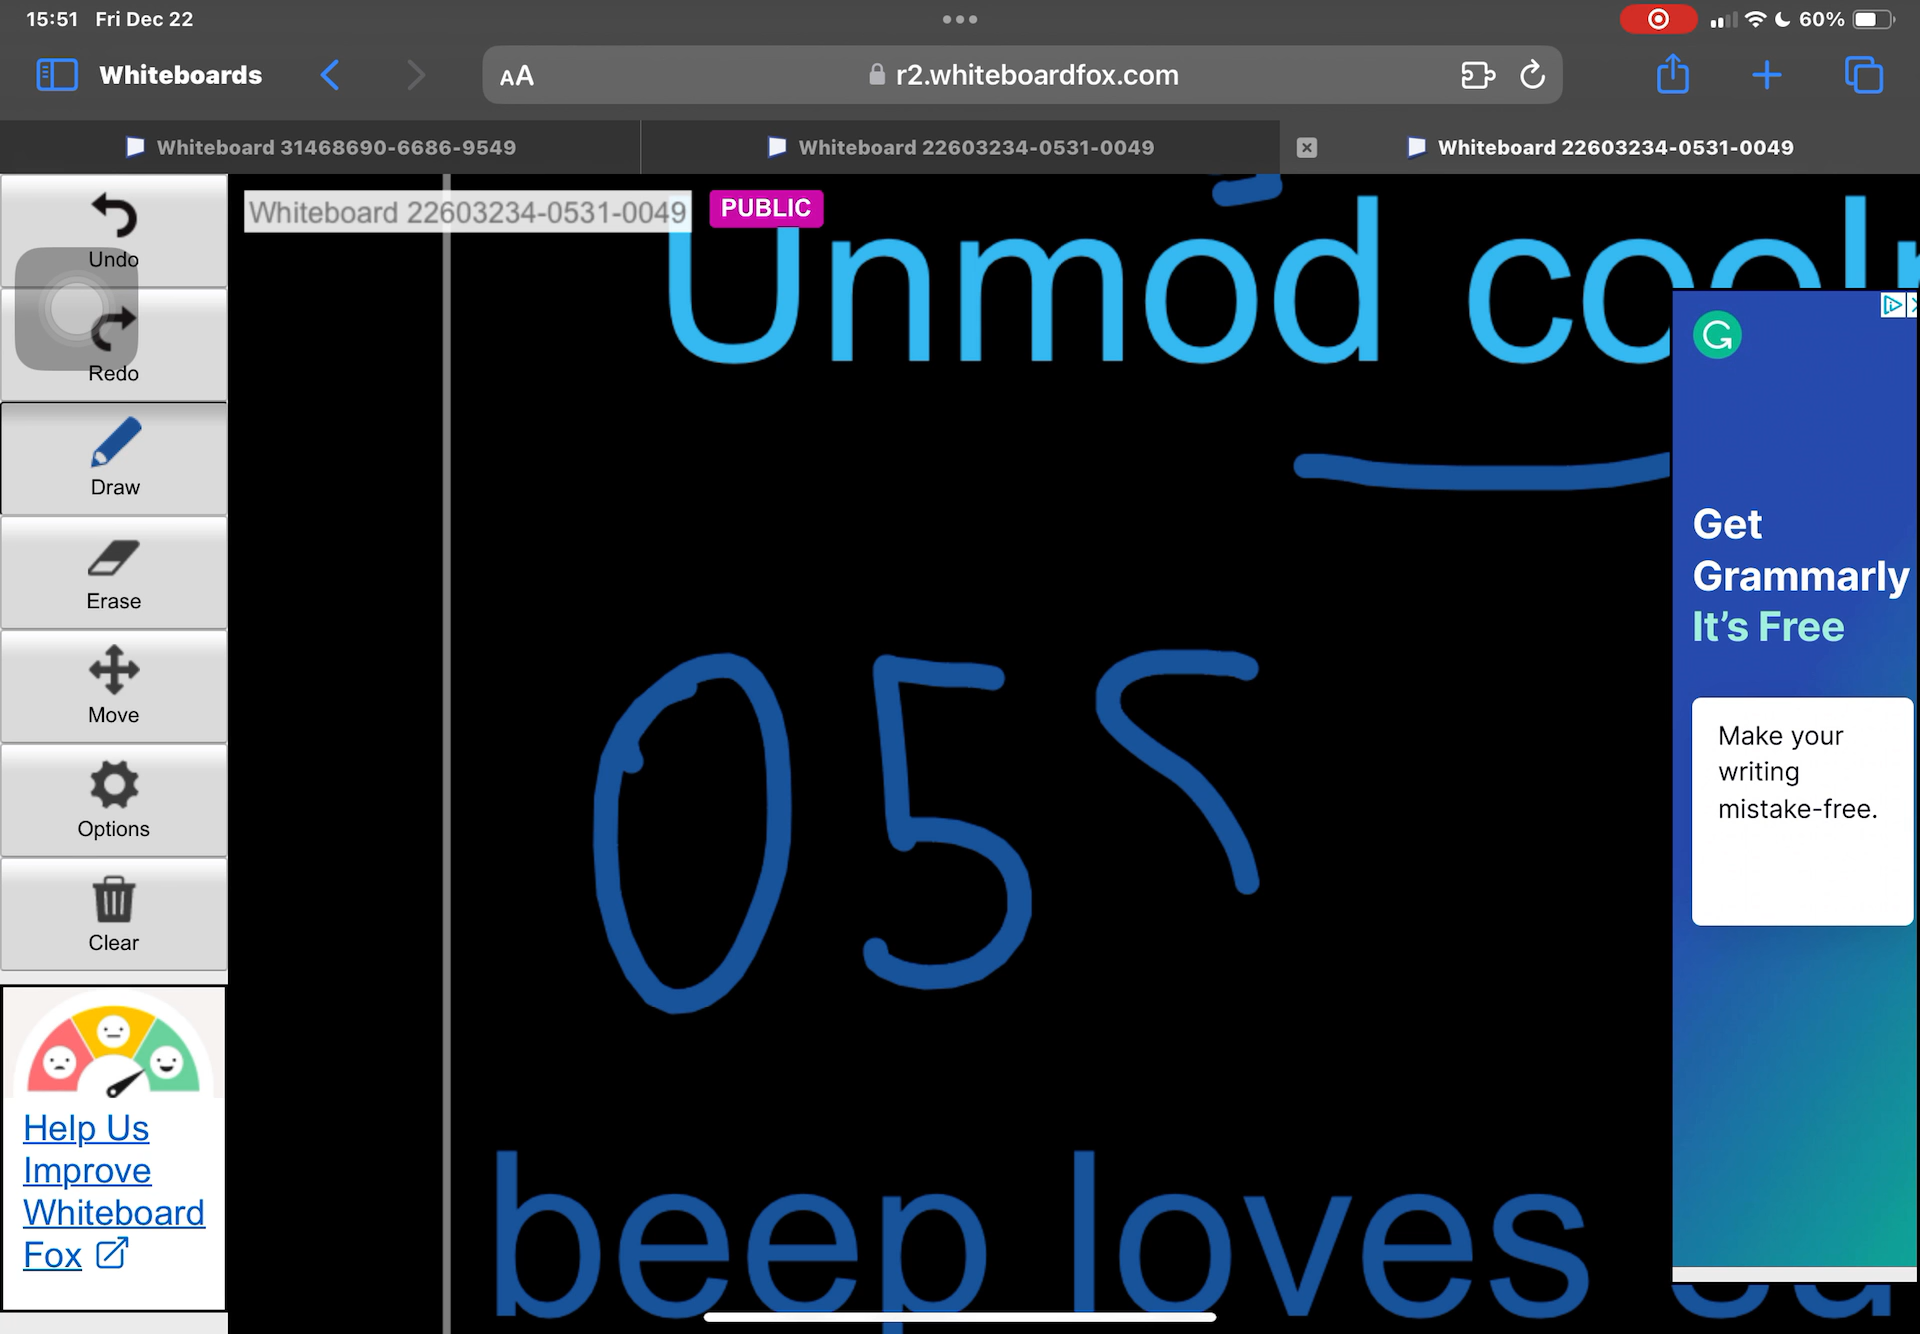 15:51 Fri Dec 22
60%
Whiteboards
AA
r2.whiteboardfox.com
Whiteboard 31468690-6686-9549
Whiteboard 22603234-0531-0049
Whiteboard 22603234-0531-0049
Undo
Redo
Draw
Erase
Move
Options
Clear
Help Us
Improve
Whiteboard
Fox
Whiteboard 22603234-0531-0049
PUBLIC
Unmod
05
beep loves
G
Get
Grammarly
It's Free
Make your
writing
mistake-free.